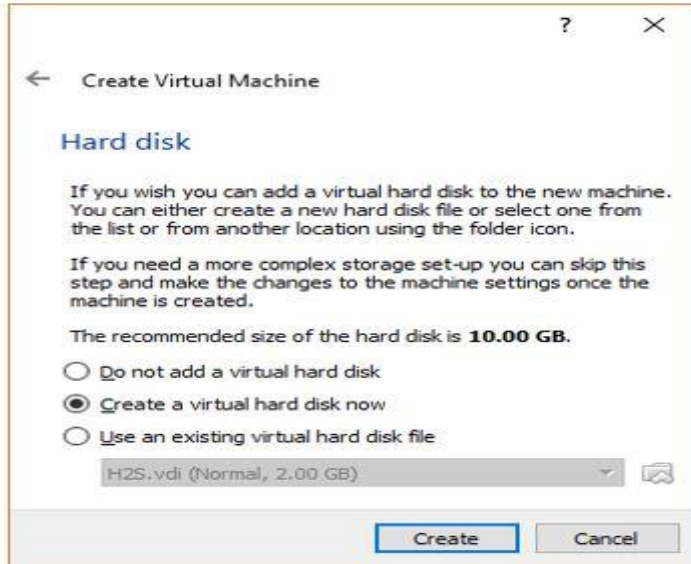 ?
Create Virtual Machine
Hard disk
If you wish you can add a virtual hard disk to the new machine.
You can either create a new hard disk file or select one from
the list or from another location using the folder icon.
If you need a more complex storage set-up you can skip this
step and make the changes to the machine settings once the
machine is created.
The recommended size of the hard disk is 10.00 GB.
Do not add a virtual hard disk
Create a virtual hard disk now
Use an existing virtual hard disk file
H2S.vdi (Normal, 2.00 GB)
Create Cancel